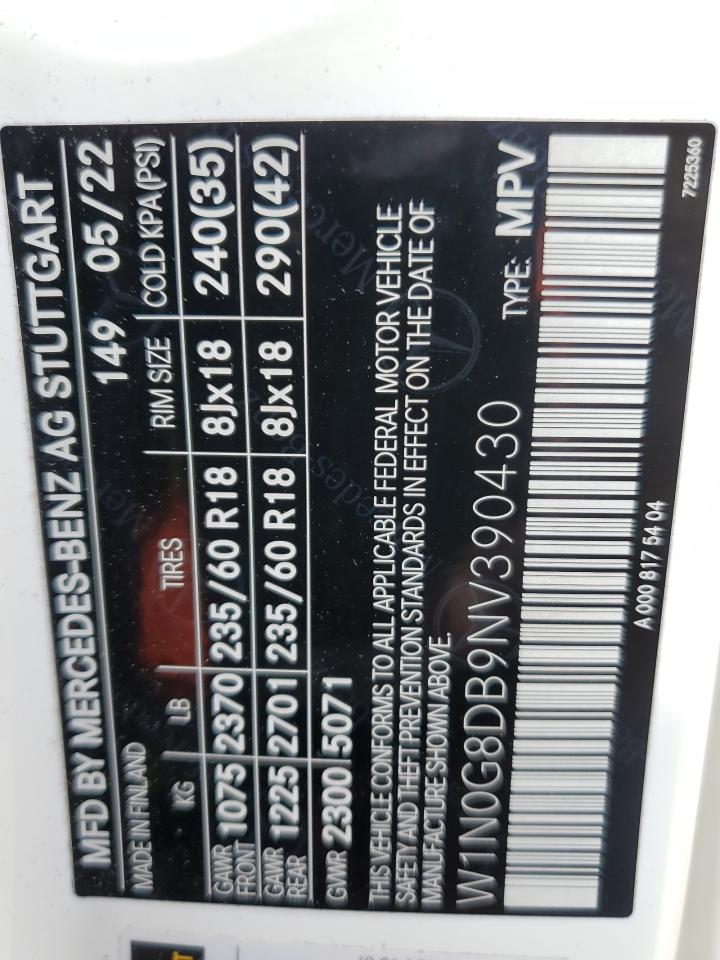 MFD BY MERCEDES-BENZ AG STUTTGART
MADE IN FINLAND 149 05/22
KG LB TIRES RIM SIZE COLD KPA(PSI)
GAWR FRONT 1075 2370 235/60 R18 8Jx18 240(35)
GAWR REAR 1225 2701 235/60 R18 8Jx18 290(42)
GVWR 2300 5071
THIS VEHICLE CONFORMS TO ALL APPLICABLE FEDERAL MOTOR VEHICLE
SAFETY AND THEFT PREVENTION STANDARDS IN EFFECT ON THE DATE OF
MANUFACTURE SHOWN ABOVE.
W1N0G8DB9NV390430 TYPE: MPV
A 000 817 54 04
7225360